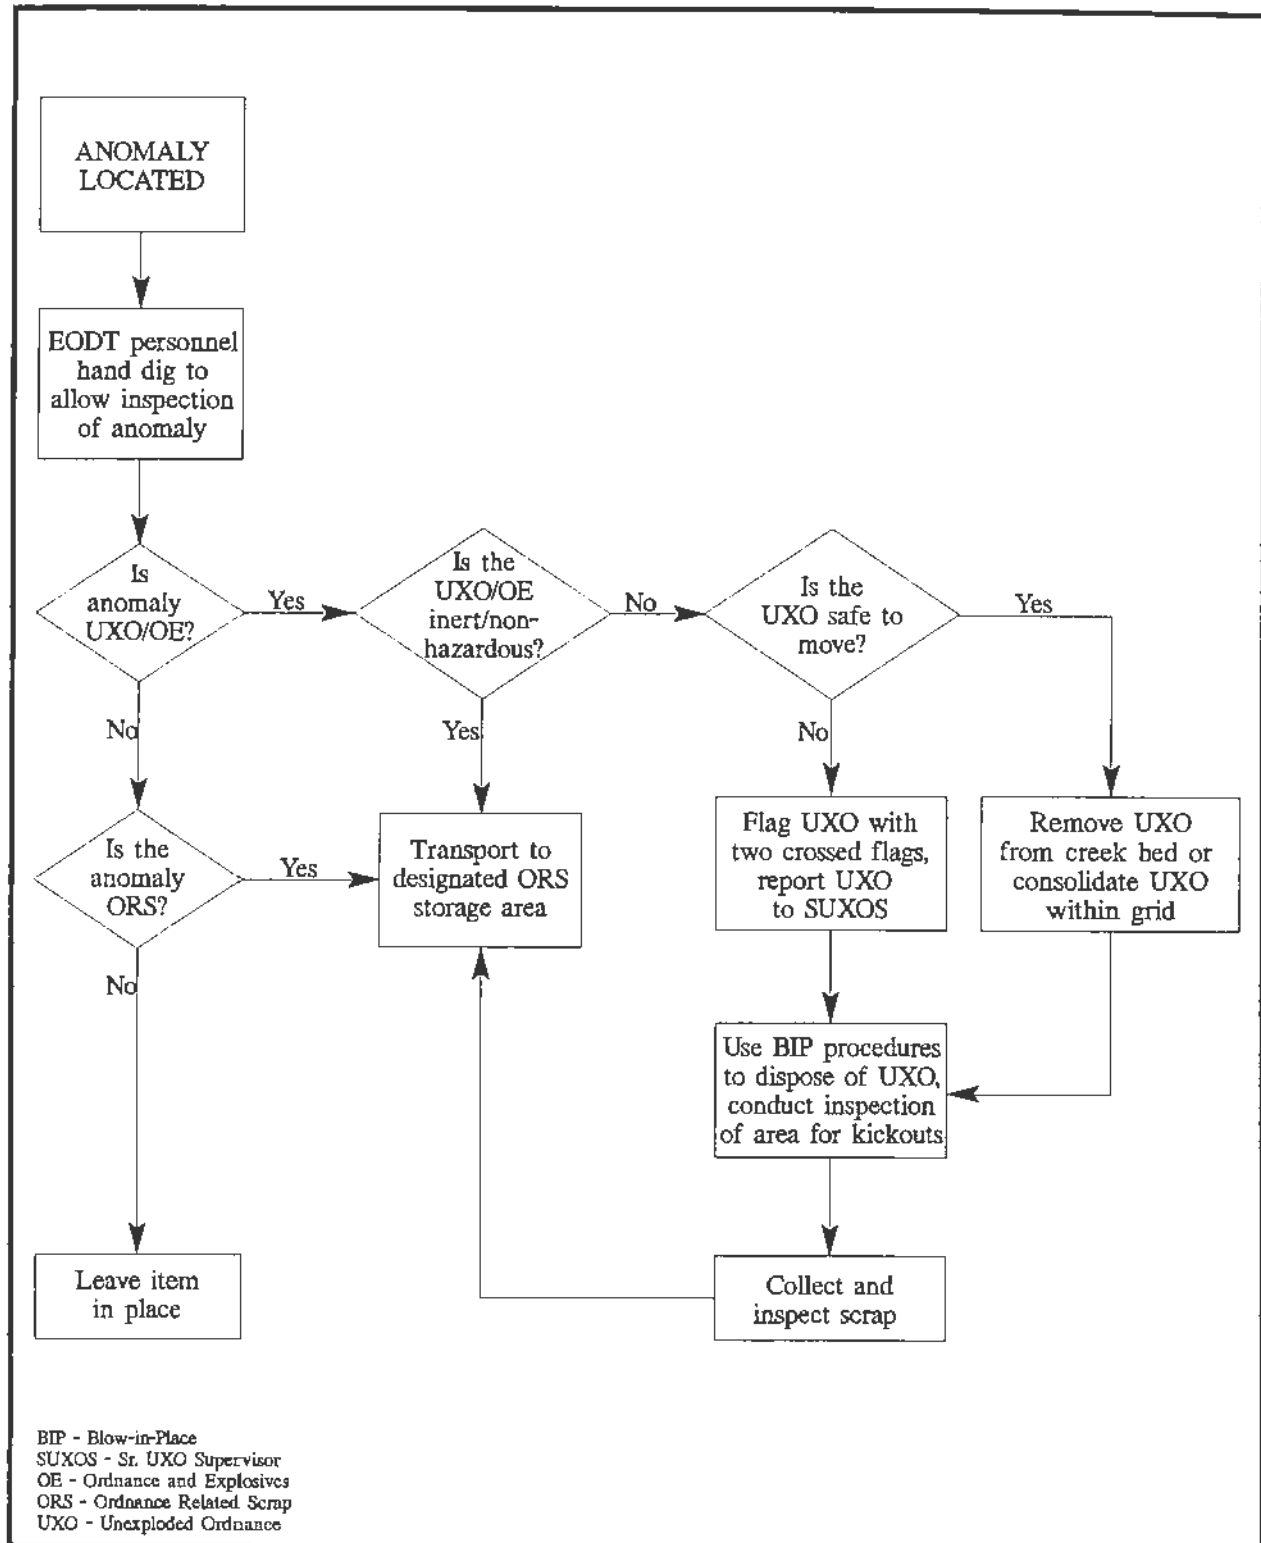 ANOMALY
LOCATED
EODT personnel
hand dig to
allow inspection
of anomaly
Is
anomaly
UXO/OE?
Yes
Is the
UXO/OE
inert/non-
hazardous?
No
Is the
UXO safe to
move?
Yes
No
Yes
No
Is the
anomaly
ORS?
Yes
Transport to
designated ORS
storage area
Flag UXO with
two crossed flags,
report UXO
to SUXOS
Remove UXO
from creek bed or
consolidate UXO
within grid
No
Use BIP procedures
to dispose of UXO,
conduct inspection
of area for kickouts
Leave item
in place
Collect and
inspect scrap
BIP - Blow-in-Place
SUXOS - Sr. UXO Supervisor
OE - Ordnance and Explosives
ORS - Ordnance Related Scrap
UXO - Unexploded Ordnance